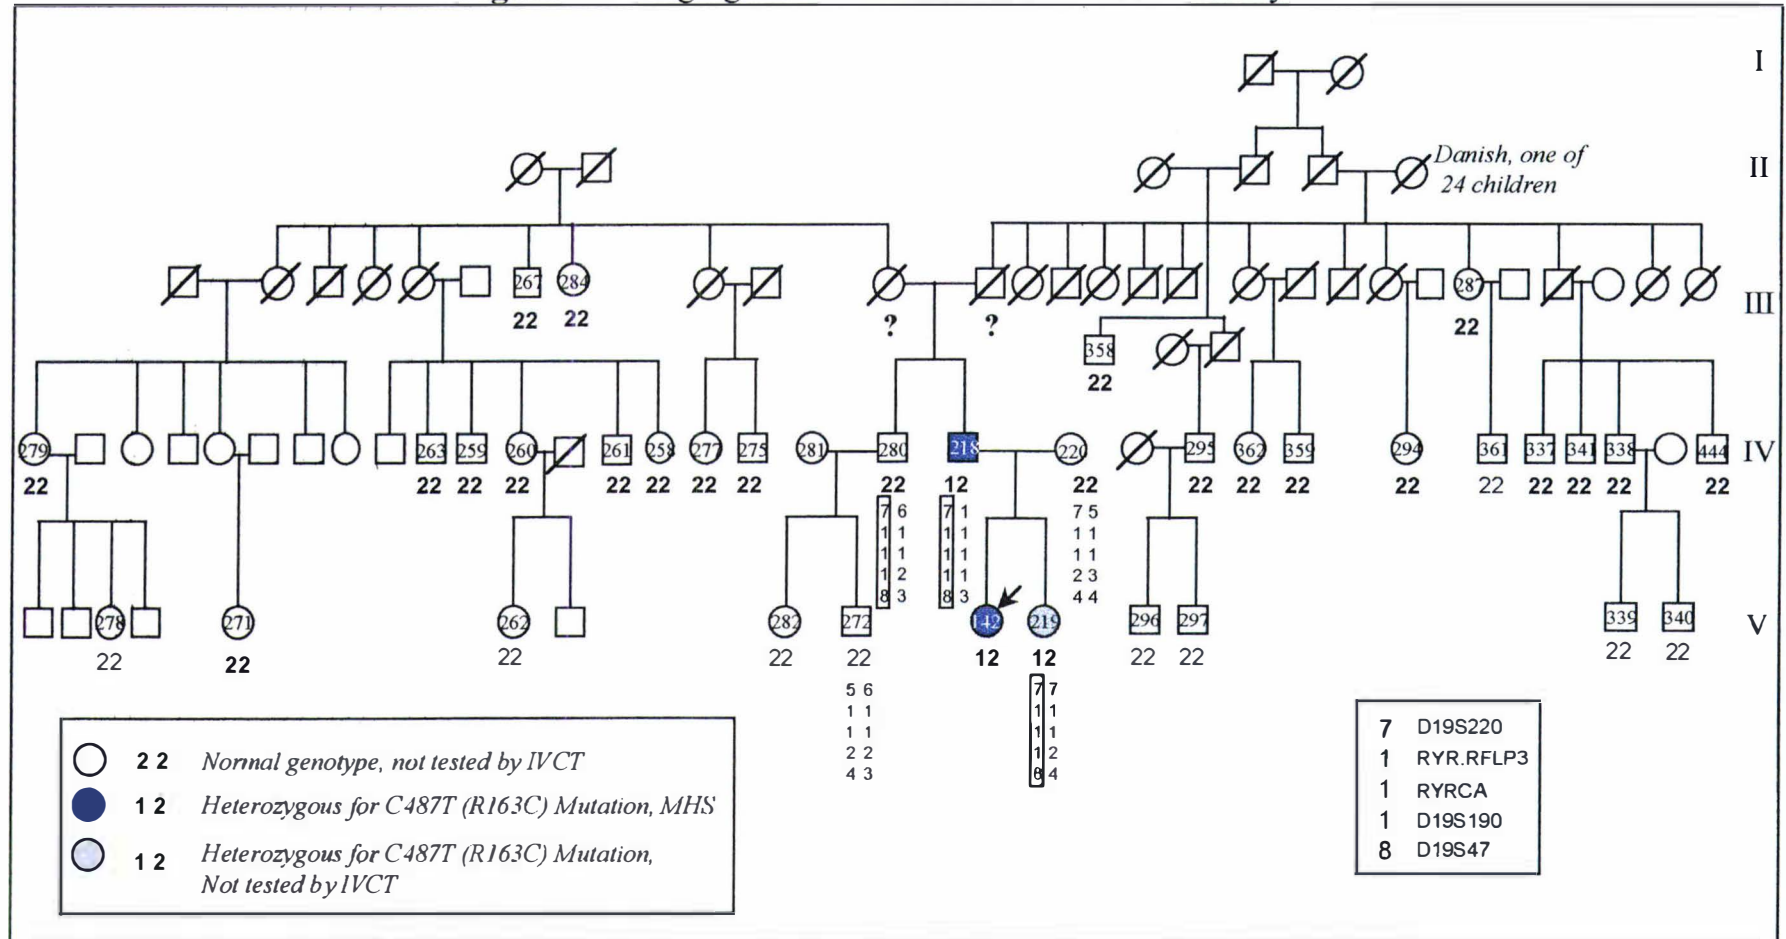 I
II
Danish, one of
24 children
267 284 287
22 22 22
? ?
III
358
22
279 263 259 260 261 258 277 275 281 280 218 220 295 362 359 294 361 337 341 338 444
IV
22 22 22 22 22 22 22 22 22 12 22 22 22 22 22 22 22 22 22 22
7 6 7 1 7 5
1 1 1 1 1 1
1 1 1 1 1 1
1 2 1 1 2 3
8 3 8 3 4 4
278 271 262 282 272 142 219 296 297 339 340
V
22 22 22 22 22 12 12 22 22 22 22
5 6 7 7
1 1 1 1
1 1 1 1
2 2 1 2
4 3 8 4
2 2 Normal genotype, not tested by IVCT
1 2 Heterozygous for C487T (R163C) Mutation, MHS
1 2 Heterozygous for C487T (R163C) Mutation,
Not tested by IVCT
7 D19S220
1 RYR.RFLP3
1 RYRCA
1 D19S190
8 D19S47